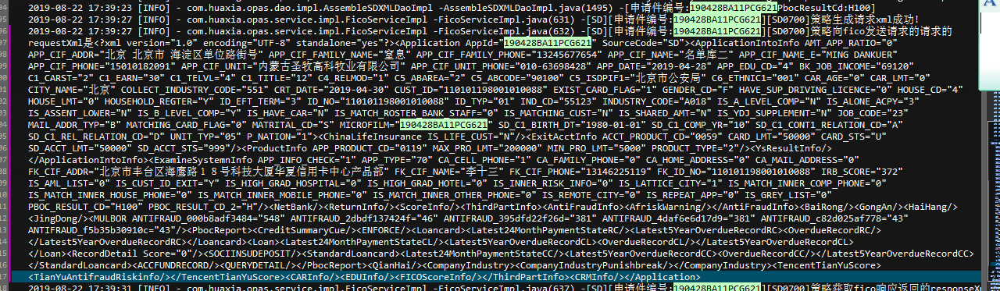 2019-08-22 17:39:23 [INFO] - com.huaxia.opas.dao.impl.AssembleSDXMLDaoImpl -AssembleSDXMLDaoImpl.java(1495) -[申请件编号:190428BA11PCG621PbocResultCd:H100]
2019-08-22 17:39:27 [INFO] - com.huaxia.opas.service.impl.FicoServiceImpl -FicoServiceImpl.java(631) -[SD][申请件编号:190428BA11PCG621][SD0700]策略生成请求xml成功!
2019-08-22 17:39:27 [INFO] - com.huaxia.opas.service.impl.FicoServiceImpl -FicoServiceImpl.java(632) -[SD][申请件编号:190428BA11PCG621][SD0700]策略向fico发送请求的请求的
requestXml是<?xml version="1.0" encoding="UTF-8" standalone="yes"?><Application AppId="190428BA11PCG621" SourceCode="SD"><ApplicationIntoInfo AMT_APP_RATIO="0"
APP_CIF_ADDR="北京 北京市 海淀区单位路街号" APP_CIF_FAMILY_NAME="窒息" APP_CIF_FAMILY_PHONE="13245677654" APP_CIF_NAME="名单库二" APP_CIF_NAME_E="MING DANKUER"
APP_CIF_PHONE="15010182091" APP_CIF_UNIT="内蒙古圣牧高科牧业有限公司" APP_CIF_UNIT_PHONE="010-63698428" APP_DATE="2019-04-28" APP_EDU_CD="4" BK_JOB_INCOME="69120"
C1_CARST="2" C1_EARN="30" C1_TELVL="4" C1_TITLE="12" C4_RELMOD="1" C5_ABAREA="2" C5_ABCODE="90100" C5_ISDPIF1="北京市公安局" C6_ETHNIC1="001" CAR_AGE="0" CAR_LMT="0"
CITY_NAME="北京" COLLECT_INDUSTRY_CODE="551" CRT_DATE="2019-04-30" CUST_ID="110101198001010088" EXIST_CARD_FLAG="1" GENDER_CD="F" HAVE_SUP_DRIVING_LICENCE="0" HOUSE_CD="4"
HOUSE_LMT="0" HOUSEHOLD_REGTER="Y" ID_EFT_TERM="3" ID_NO="110101198001010088" ID_TYP="01" IND_CD="55123" INDUSTRY_CODE="A018" IS_A_LEVEL_COMP="N" IS_ALONE_ACPY="3"
IS_ASSENT_LOWER="N" IS_B_LEVEL_COMP="Y" IS_HAVE_CAR="N" IS_MATCH_ROSTER_BANK_STAFF="0" IS_MATCHING_CUST="N" IS_SHARED_AMT="N" IS_YDJ_SUPPLEMENT="N" JOB_CODE="23"
MAIL_ADDR_TYP="B" MATCHING_CARD_FLAG="0" MATRITAL_CD="S" MICROFILM="190428BA11PCG621" SD_C1_BIRTH_DT="1980-01-01" SD_C1_COMP_YR="10" SD_C1_CONT1_RELATION_CD="A"
SD_C1_REL_RELATION_CD="D" UNIT_TYP="05" P_NATION="1"><ChinaLifeInsurance IS_LIFE_CUST="N"/><ExitAcctInfo ACCT_PRODUCT_CD="0059" CARD_LMT="50000" CARD_STS="U"
SD_ACCT_LMT="50000" SD_ACCT_STS="999"/><ProductInfo APP_PRODUCT_CD="0119" MAX_PRO_LMT="200000" MIN_PRO_LMT="5000" PRODUCT_TYPE="2"/><YsResultInfo/>
</ApplicationIntoInfo><ExamineSystemnInfo APP_INFO_CHECK="1" APP_TYPE="70" CA_CELL_PHONE="1" CA_FAMILY_PHONE="0" CA_HOME_ADDRESS="0" CA_MAIL_ADDRESS="0"
FK_CIF_ADDR="北京市丰台区海鹰路１８号科技大厦华夏信用卡中心产品部" FK_CIF_NAME="李十三" FK_CIF_PHONE="13146225119" FK_ID_NO="110101198001010088" IRB_SCORE="372"
IS_AML_LIST="0" IS_CUST_ID_EXIT="Y" IS_HIGH_GRAD_HOSPITAL="0" IS_HIGH_GRAD_HOTEL="0" IS_INNER_RISK_INFO="0" IS_LATTICE_CITY="1" IS_MATCH_INNER_COMP_PHONE="0"
IS_MATCH_INNER_HOUSE_PHONE="0" IS_MATCH_INNER_MOBILE_PHONE="0" IS_MATCH_INNER_OTHER_PHONE="0" IS_REMOTE_CITY="0" IS_REPEAT_APP="0" IS_GREY_LIST="0"
PBOC_RESULT_CD="H100" PBOC_RESULT_CD_2="H"/><NetBank/><ReturnInfo/><ScoreInfo/><ThirdPartInfo><AntiFraudInfo><AfriskWarning/></AntiFraudInfo><BaiRong/><GongAn/><HaiHang/>
<JingDong/><MULBOR ANTIFRAUD_000b8adf3484="548" ANTIFRAUD_2dbdf137424f="46" ANTIFRAUD_395dfd22f26d="381" ANTIFRAUD_4daf6e6d17d9="381" ANTIFRAUD_c82d025af778="43"
ANTIFRAUD_f5b35b30910c="43"/><PbocReport><CreditSummaryCue/><ENFORCE/><Loancard><Latest24MonthPaymentStateRC/><Latest5YearOverdueRecordRC><OverdueRecordRC/>
</Latest5YearOverdueRecordRC></Loancard><Loan><Latest24MonthPaymentStateCL/><Latest5YearOverdueRecordCL><OverdueRecordCL/></Latest5YearOverdueRecordCL>
</Loan><RecordDetail Score="0"/><SOCIINSUDEPOSIT/><StandardLoancard><Latest24MonthPaymentStateCC/><Latest5YearOverdueRecordCC><OverdueRecordCC/></Latest5YearOverdueRecordCC>
</StandardLoancard><ACCFUNDRECORD/><QUERYDETAIL/></PbocReport><QianHai/><CompanyIndustry><CompanyIndustryPunishbreak/></CompanyIndustry><TencentTianYuScore>
<TianYuAntifraudRiskinfo/></TencentTianYuScore><CARInfo/><EDUInfo/><FICOScoreInfo/></ThirdPartInfo><CRMInfo/></Application>
2019-08-22 17:39:31 [INFO] - com.huaxia.opas.service.impl.FicoServiceImpl -FicoServiceImpl.java(637) -[SD][申请件编号:190428BA11PCG621][SD0700]策略获取fico响应返回的responseX